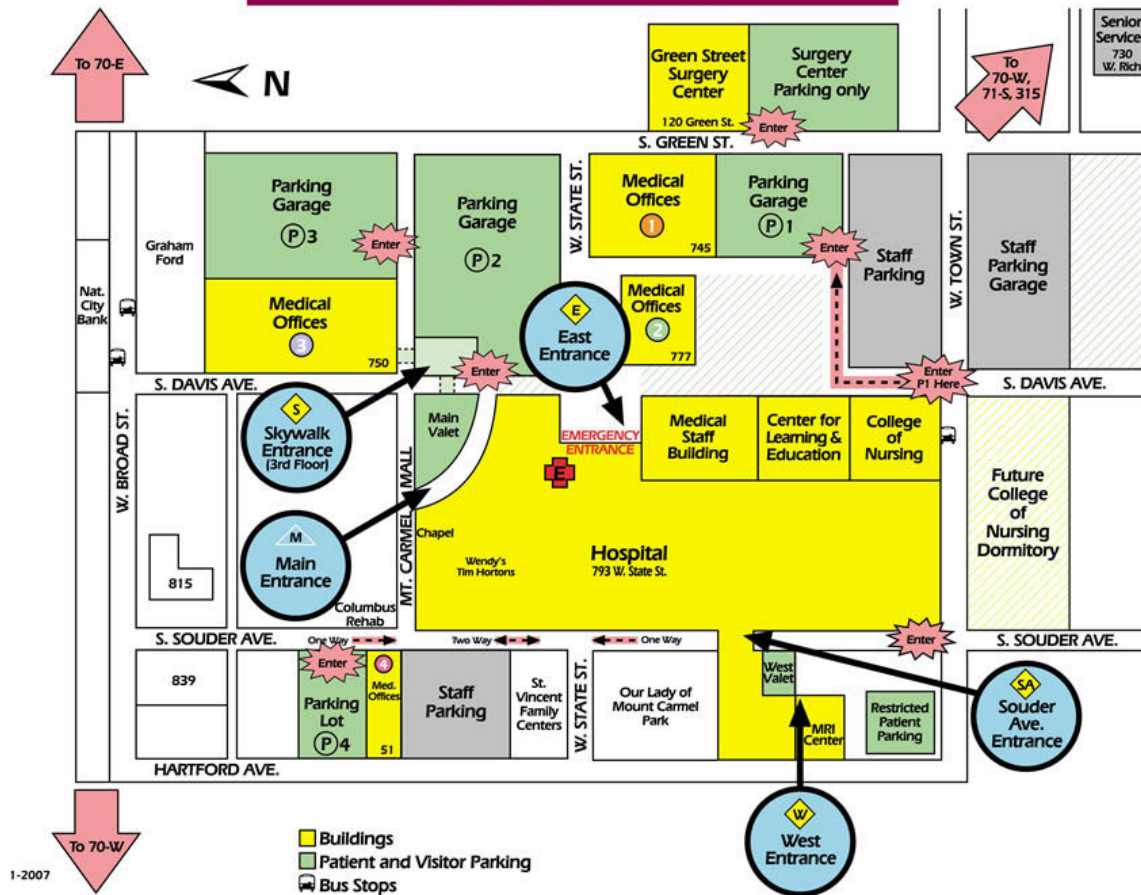 To 70-E
N
Green Street
Surgery
Center
120 Green St.
Surgery
Center
Parking only
Enter
To
70-W,
71-S, 315
Senior
Service
730
W. Rich
S. GREEN ST.
Graham
Ford
Parking
Garage
P 3
Enter
Parking
Garage
P 2
W. STATE ST.
Medical
Offices
1
745
Parking
Garage
P 1
Enter
Staff
Parking
W. TOWN ST.
Staff
Parking
Garage
Nat.
City
Bank
Medical
Offices
3
750
Enter
E
East
Entrance
Medical
Offices
2
777
Enter
P1 Here
S. DAVIS AVE.
S. DAVIS AVE.
W. BROAD ST.
S
Skywalk
Entrance
(3rd Floor)
Main
Valet
MT. CARMEL MALL
EMERGENCY
ENTRANCE
E
Medical
Staff
Building
Center for
Learning &
Education
College
of
Nursing
Future
College
of
Nursing
Dormitory
M
Main
Entrance
Chapel
Wendy's
Tim Hortons
Hospital
793 W. State St.
815
Columbus
Rehab
S. SOUDER AVE.
One Way
Two Way
One Way
Enter
S. SOUDER AVE.
839
Enter
Parking
Lot
P 4
4
Med.
Offices
51
Staff
Parking
St.
Vincent
Family
Centers
W. STATE ST.
Our Lady of
Mount Carmel
Park
West
Valet
MRI
Center
Restricted
Patient
Parking
SA
Souder
Ave.
Entrance
HARTFORD AVE.
W
West
Entrance
To 70-W
Buildings
Patient and Visitor Parking
Bus Stops
1-2007